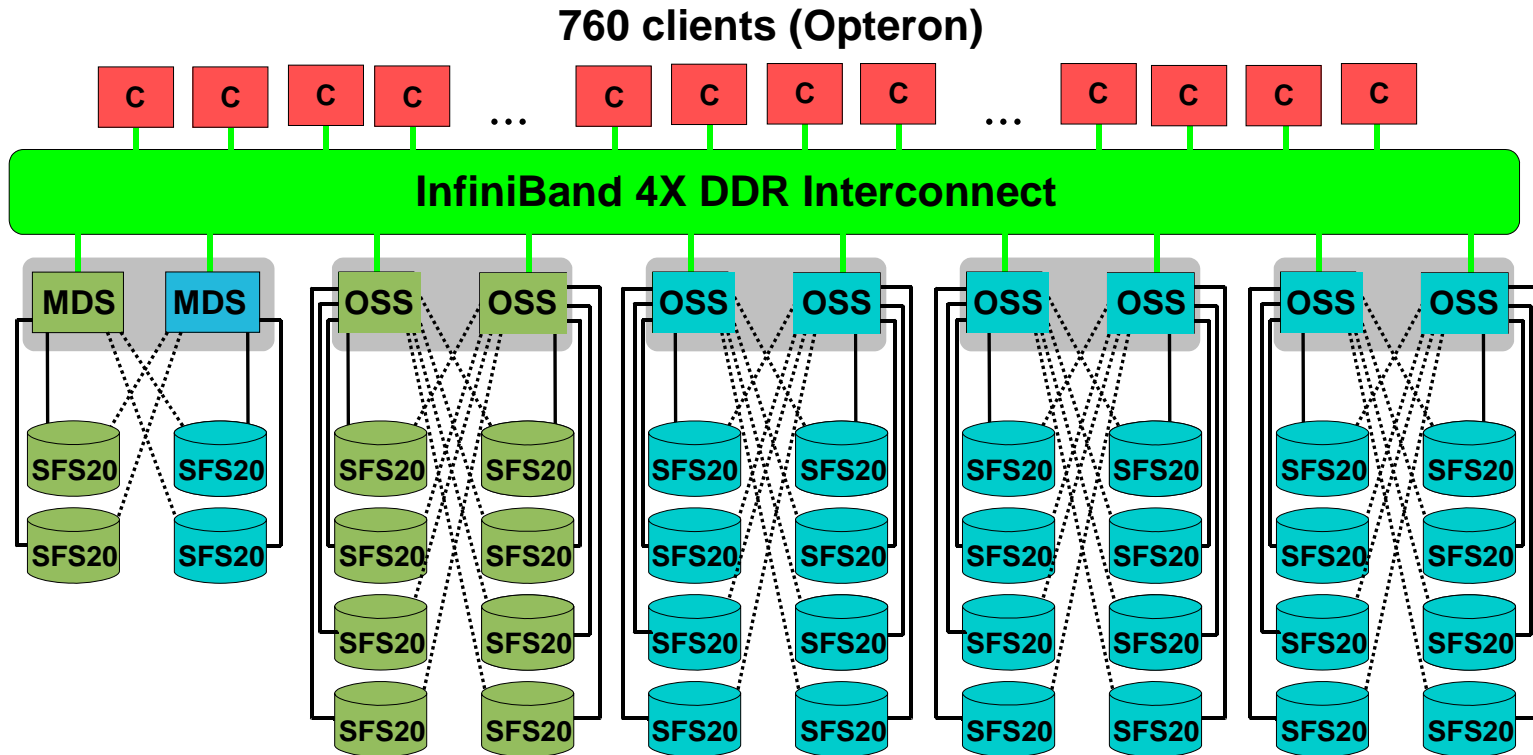 760 clients (Opteron)
C C C C ... C C C C ... C C C C
InfiniBand 4X DDR Interconnect
MDS MDS OSS OSS OSS OSS OSS OSS OSS OSS
SFS20 SFS20 SFS20 SFS20 SFS20 SFS20 SFS20 SFS20 SFS20 SFS20
SFS20 SFS20 SFS20 SFS20 SFS20 SFS20 SFS20 SFS20 SFS20 SFS20
SFS20 SFS20 SFS20 SFS20 SFS20 SFS20 SFS20 SFS20
SFS20 SFS20 SFS20 SFS20 SFS20 SFS20 SFS20 SFS20